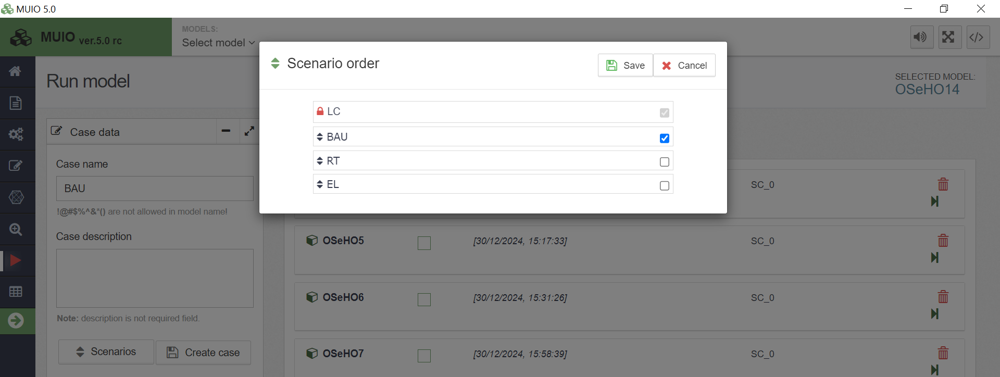 MUIO 5.0
MUIO ver.5.0 rc
MODELS:
Select model
Scenario order
Save
Cancel
Run model
SELECTED MODEL:
OSeHO14
LC
BAU
RT
EL
Case data
Case name
BAU
!@#$%^&*() are not allowed in model name!
Case description
Note: description is not required field.
Scenarios
Create case
SC_0
OSeHO5 [30/12/2024, 15:17:33] SC_0
OSeHO6 [30/12/2024, 15:31:26] SC_0
OSeHO7 [30/12/2024, 15:58:39] SC_0